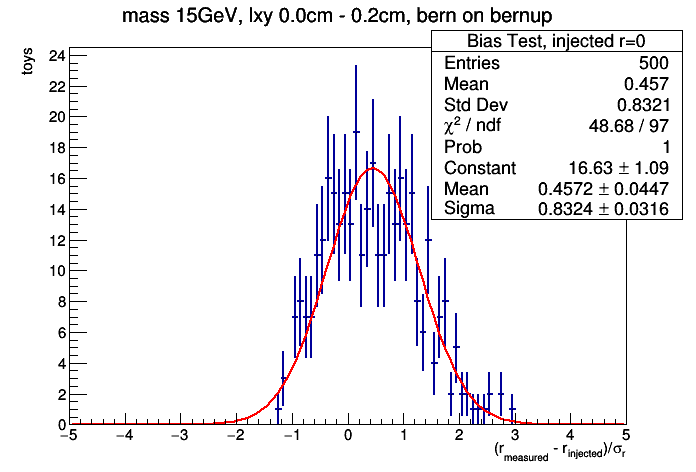 mass 15GeV, lxy 0.0cm - 0.2cm, bern on bernup
Bias Test, injected r=0
Entries 500
Mean 0.457
Std Dev 0.8321
χ² / ndf 48.68 / 97
Prob 1
Constant 16.63 ± 1.09
Mean 0.4572 ± 0.0447
Sigma 0.8324 ± 0.0316
toys
24
22
20
18
16
14
12
10
8
6
4
2
0
−5 −4 −3 −2 −1 0 1 2 3 4 5
(r_measured - r_injected)/σ_r